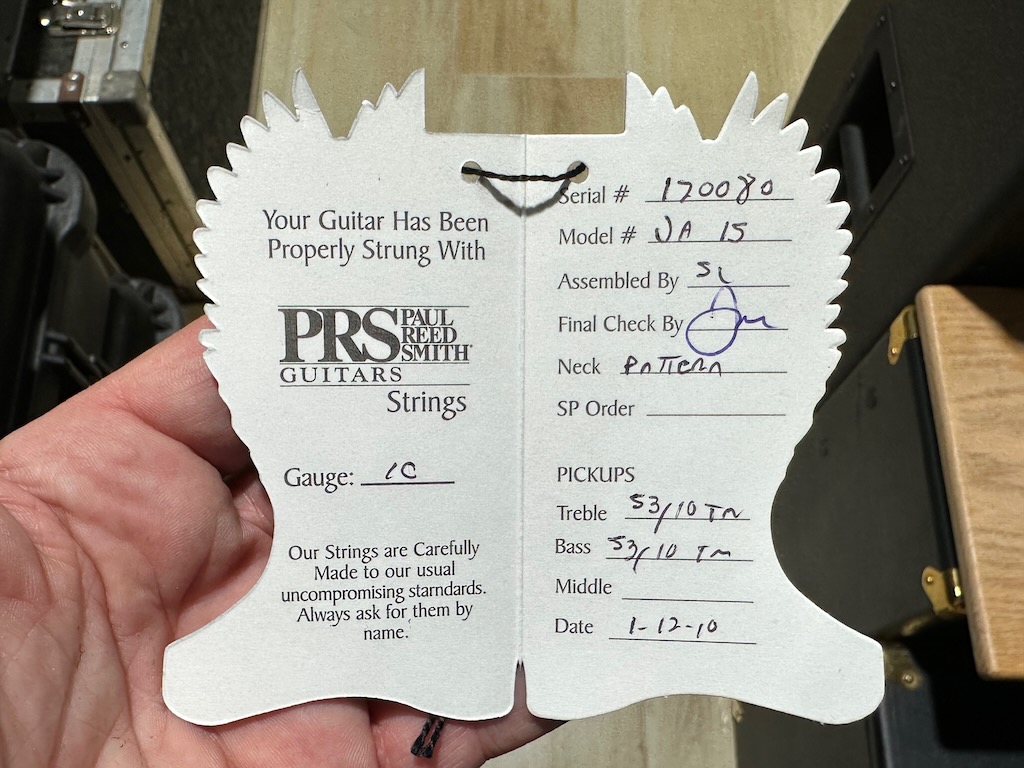 Your Guitar Has Been
Properly Strung With
PRS PAUL
REED
SMITH
GUITARS
Strings
Gauge: 10
Our Strings are Carefully
Made to our usual
uncompromising starndards.
Always ask for them by
name.
Serial # 170080
Model # JA 15
Assembled By SL
Final Check By
Neck PATTERN
SP Order
PICKUPS
Treble 53/10 TM
Bass 53/10 TM
Middle
Date 1-12-10